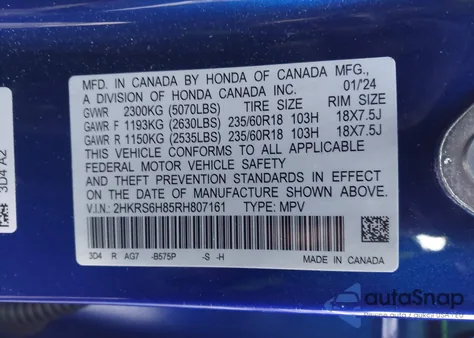 MFD. IN CANADA BY HONDA OF CANADA MFG.,
A DIVISION OF HONDA CANADA INC. 01/24
GVWR 2300KG (5070LBS) TIRE SIZE RIM SIZE
GAWR F 1193KG (2630LBS) 235/60R18 103H 18X7.5J
GAWR R 1150KG (2535LBS) 235/60R18 103H 18X7.5J
THIS VEHICLE CONFORMS TO ALL APPLICABLE
FEDERAL MOTOR VEHICLE SAFETY
AND THEFT PREVENTION STANDARDS IN EFFECT ON
THE DATE OF MANUFACTURE SHOWN ABOVE.
V.I.N.: 2HKRS6H85RH807161 TYPE: MPV
3D4 R AG7 -B575P -S -H MADE IN CANADA
3D4 A2
autoSnap